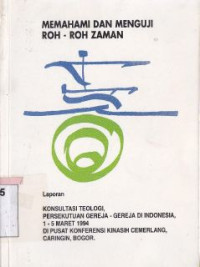 MEMAHAMI DAN MENGUJI
ROH - ROH ZAMAN
Laporan
KONSULTASI TEOLOGI,
PERSEKUTUAN GEREJA - GEREJA DI INDONESIA,
1 - 5 MARET 1994
DI PUSAT KONFERENSI KINASIH CEMERLANG,
CARINGIN, BOGOR.
5